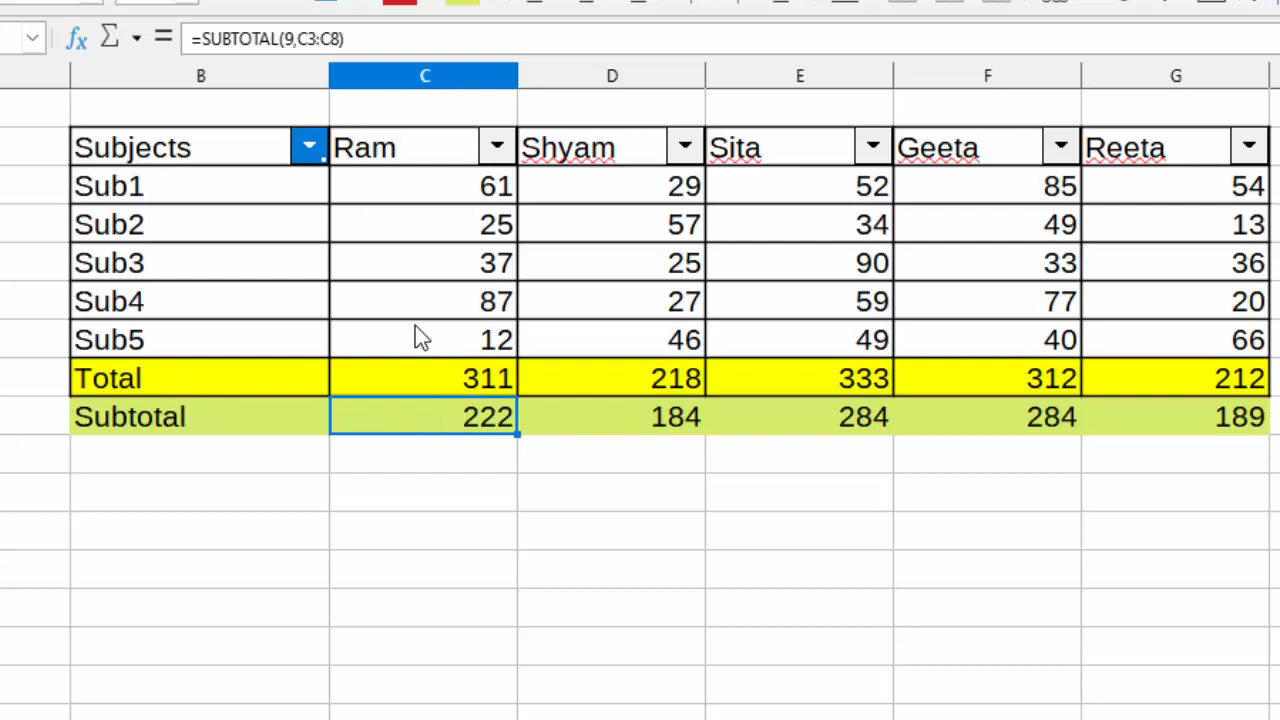 fx Σ = =SUBTOTAL(9,C3:C8)
B C D E F G
Subjects Ram Shyam Sita Geeta Reeta
Sub1 61 29 52 85 54
Sub2 25 57 34 49 13
Sub3 37 25 90 33 36
Sub4 87 27 59 77 20
Sub5 12 46 49 40 66
Total 311 218 333 312 212
Subtotal 222 184 284 284 189